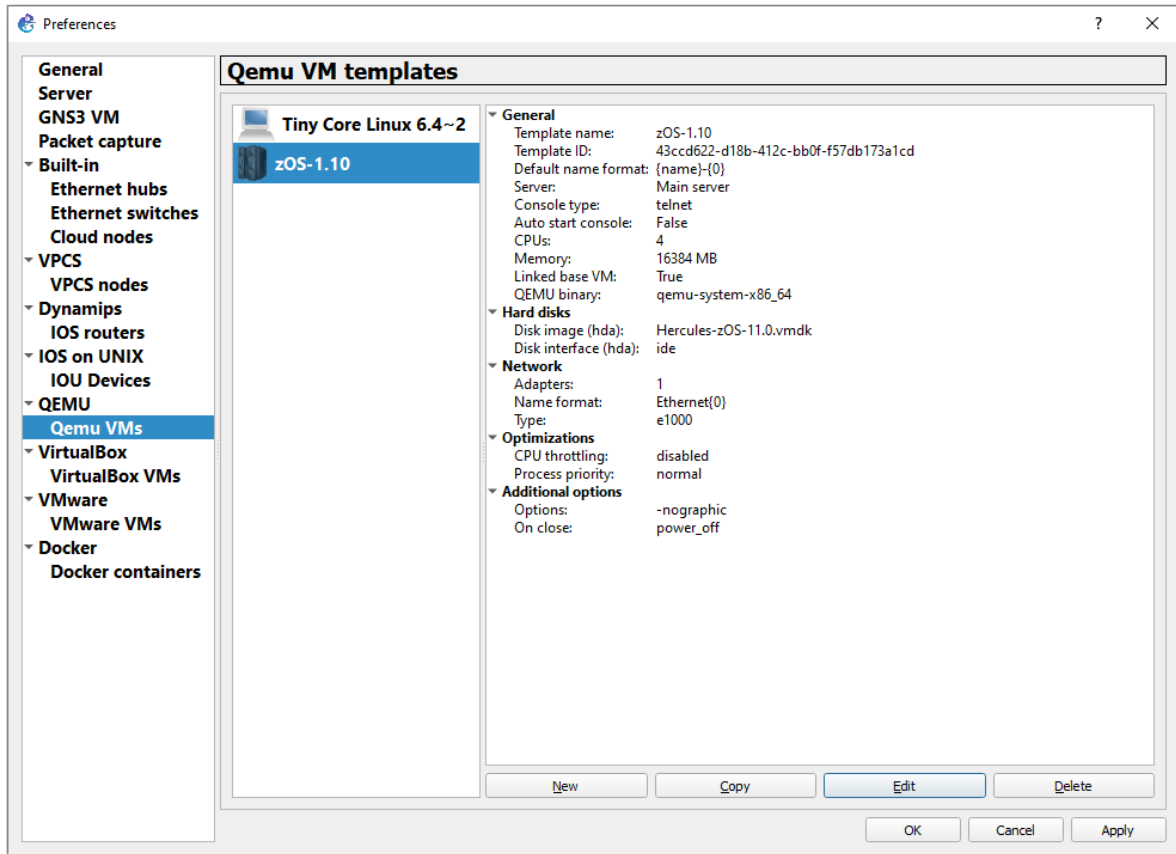 Preferences
?
General
Server
GNS3 VM
Packet capture
Built-in
Ethernet hubs
Ethernet switches
Cloud nodes
VPCS
VPCS nodes
Dynamips
IOS routers
IOS on UNIX
IOU Devices
QEMU
Qemu VMs
VirtualBox
VirtualBox VMs
VMware
VMware VMs
Docker
Docker containers
Qemu VM templates
Tiny Core Linux 6.4~2
zOS-1.10
General
Template name: zOS-1.10
Template ID: 43ccd622-d18b-412c-bb0f-f57db173a1cd
Default name format: {name}-{0}
Server: Main server
Console type: telnet
Auto start console: False
CPUs: 4
Memory: 16384 MB
Linked base VM: True
QEMU binary: qemu-system-x86_64
Hard disks
Disk image (hda): Hercules-zOS-11.0.vmdk
Disk interface (hda): ide
Network
Adapters: 1
Name format: Ethernet{0}
Type: e1000
Optimizations
CPU throttling: disabled
Process priority: normal
Additional options
Options: -nographic
On close: power_off
New Copy Edit Delete
OK Cancel Apply